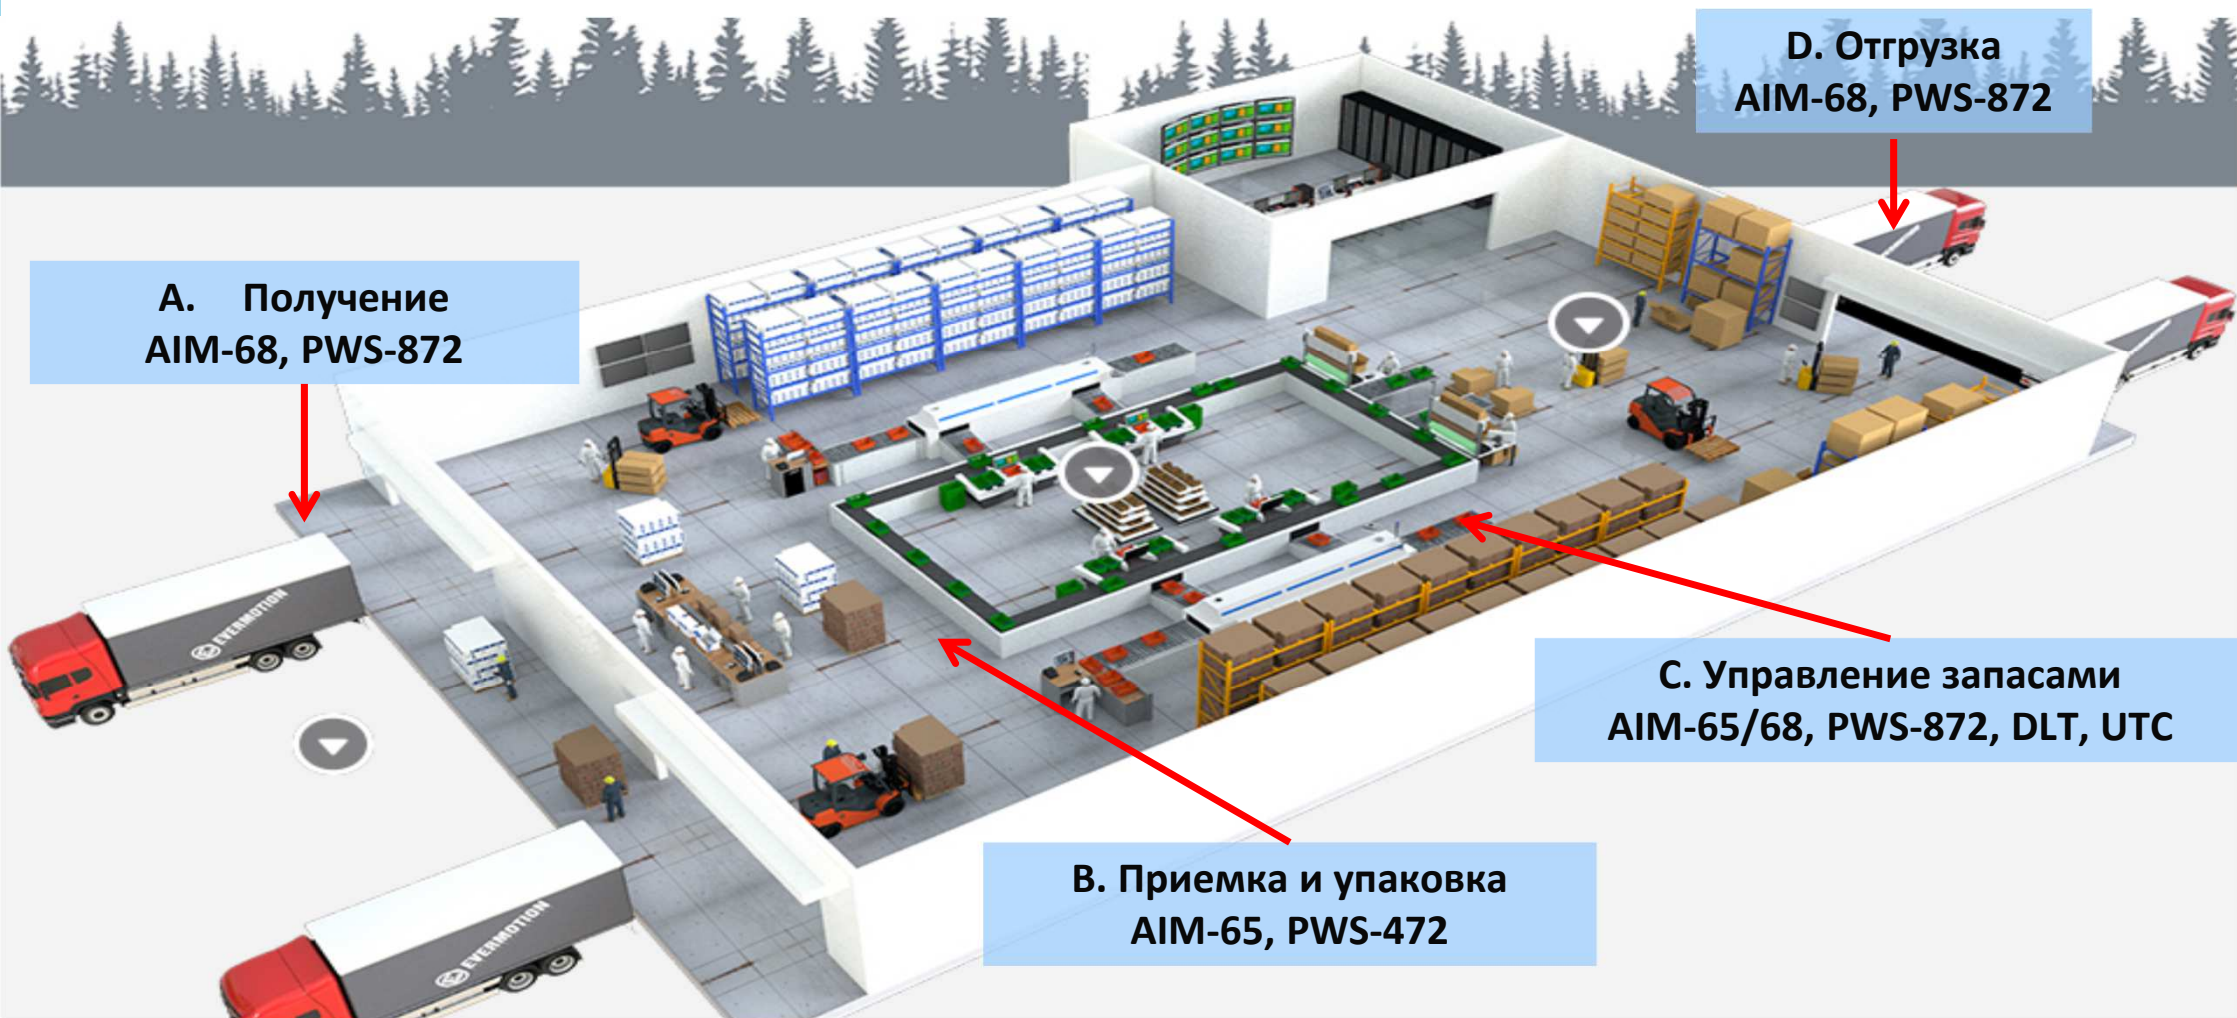 D. Отгрузка
AIM-68, PWS-872
A. Получение
AIM-68, PWS-872
EVERMOTION
C. Управление запасами
AIM-65/68, PWS-872, DLT, UTC
B. Приемка и упаковка
AIM-65, PWS-472
EVERMOTION